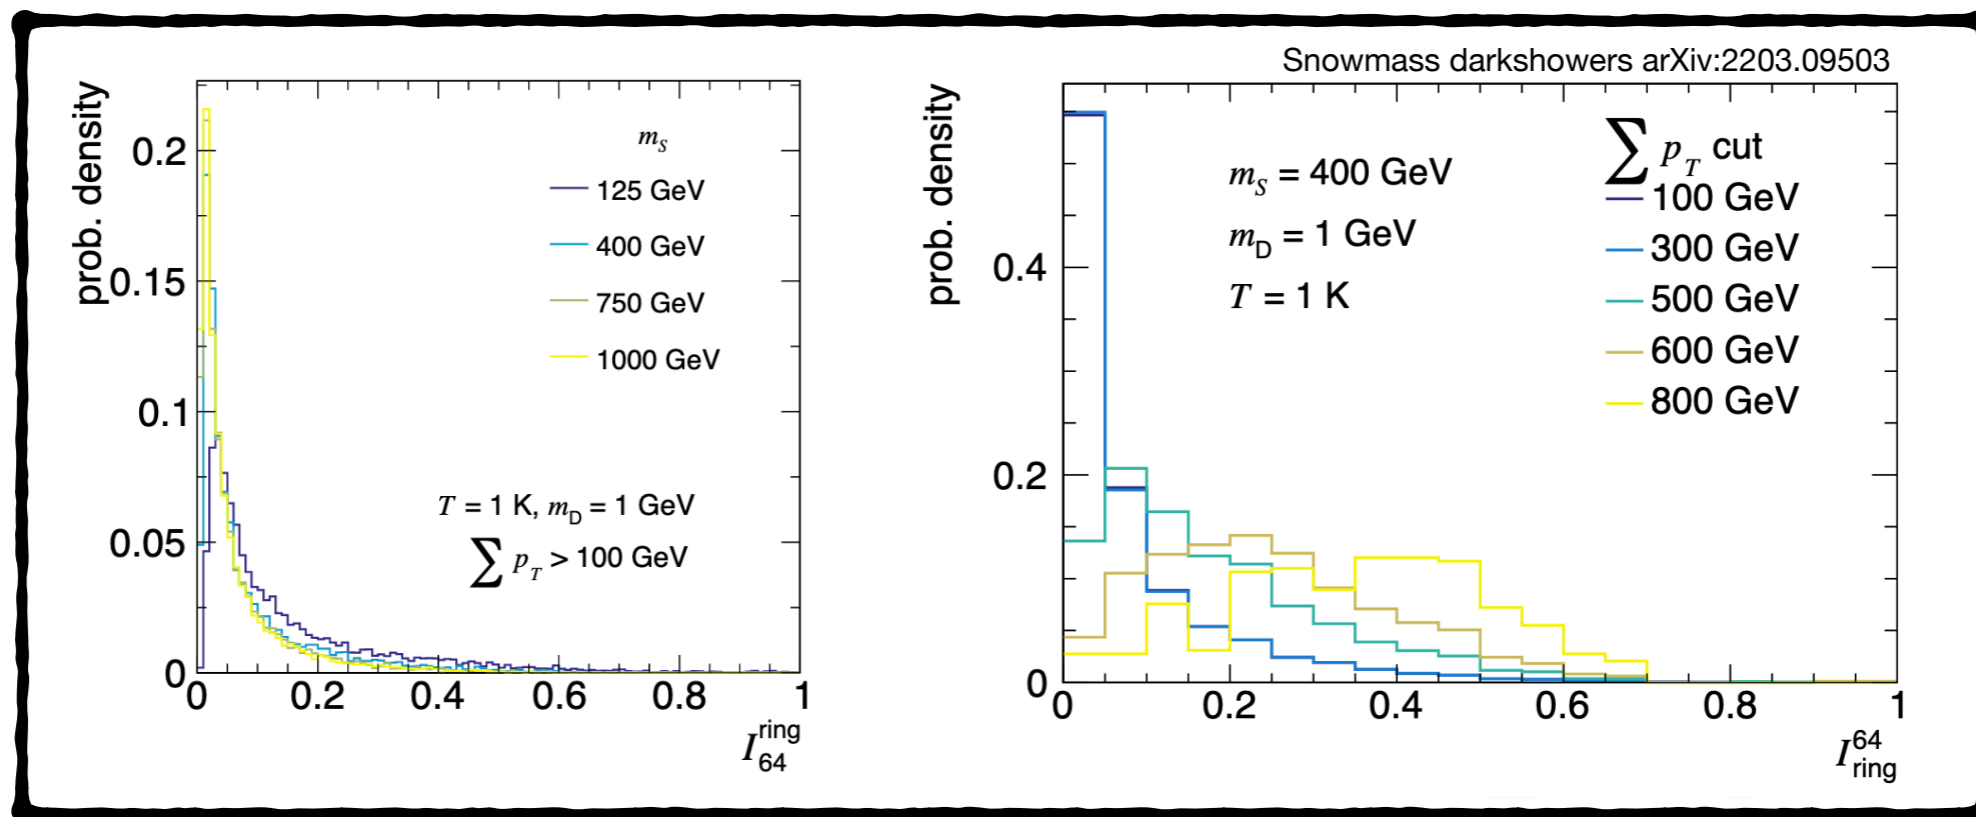 Snowmass darkshowers arXiv:2203.09503
prob. density
0.2
0.15
0.1
0.05
0
0 0.2 0.4 0.6 0.8 1
m_S
125 GeV
400 GeV
750 GeV
1000 GeV
T = 1 K, m_D = 1 GeV
∑ p_T > 100 GeV
I_64^ring
prob. density
0.4
0.2
0
0 0.2 0.4 0.6 0.8 1
m_S = 400 GeV
m_D = 1 GeV
T = 1 K
∑ p_T cut
100 GeV
300 GeV
500 GeV
600 GeV
800 GeV
I_ring^64